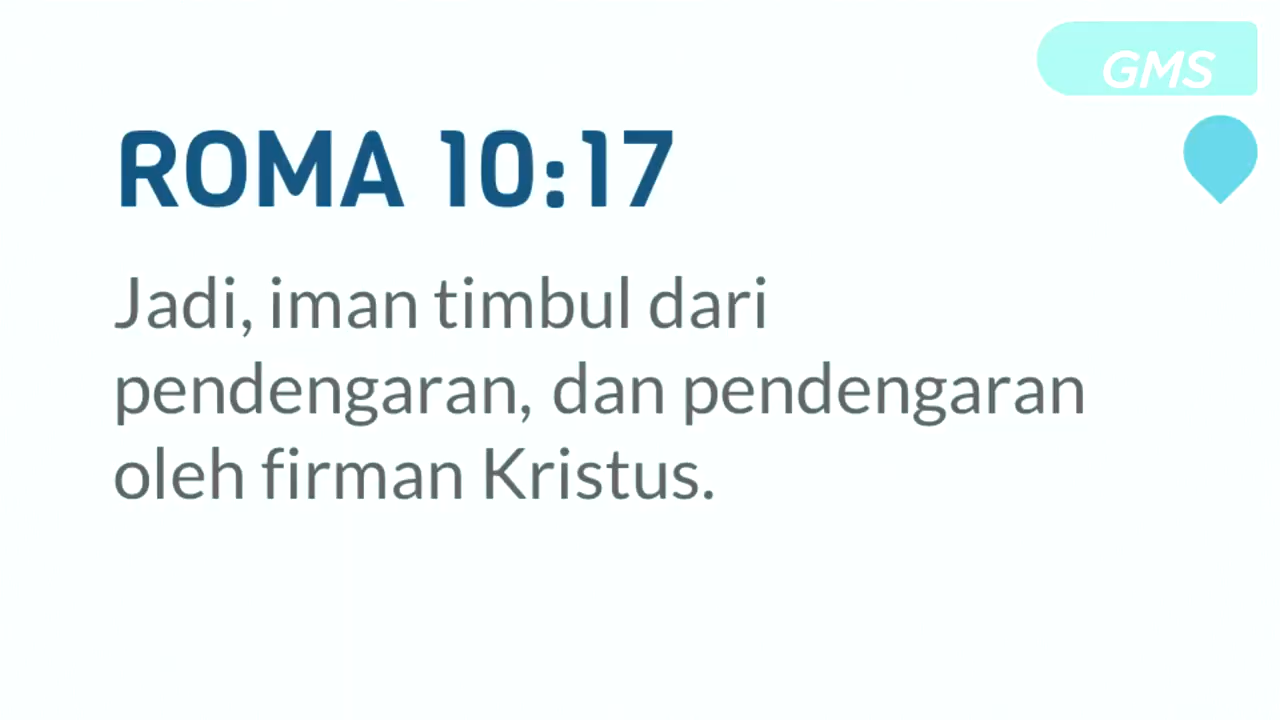 GMS
ROMA 10:17
Jadi, iman timbul dari
pendengaran, dan pendengaran
oleh firman Kristus.